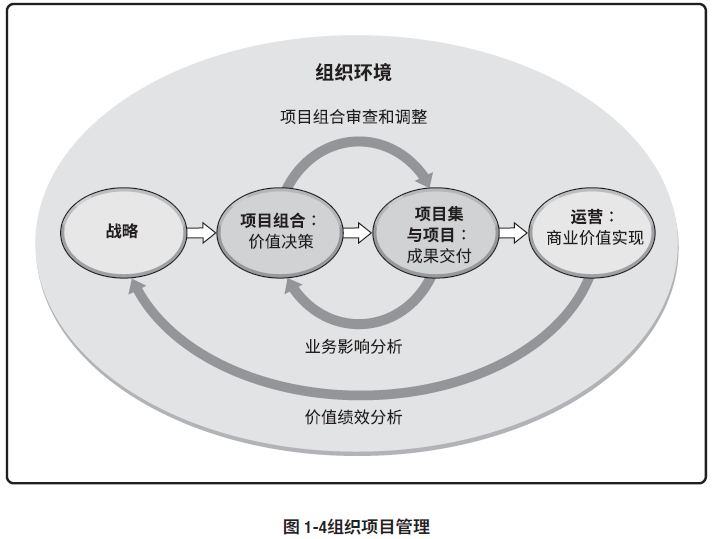 组织环境
项目组合审查和调整
战略
项目组合：
价值决策
项目集
与项目：
成果交付
运营：
商业价值实现
业务影响分析
价值绩效分析
图 1-4组织项目管理